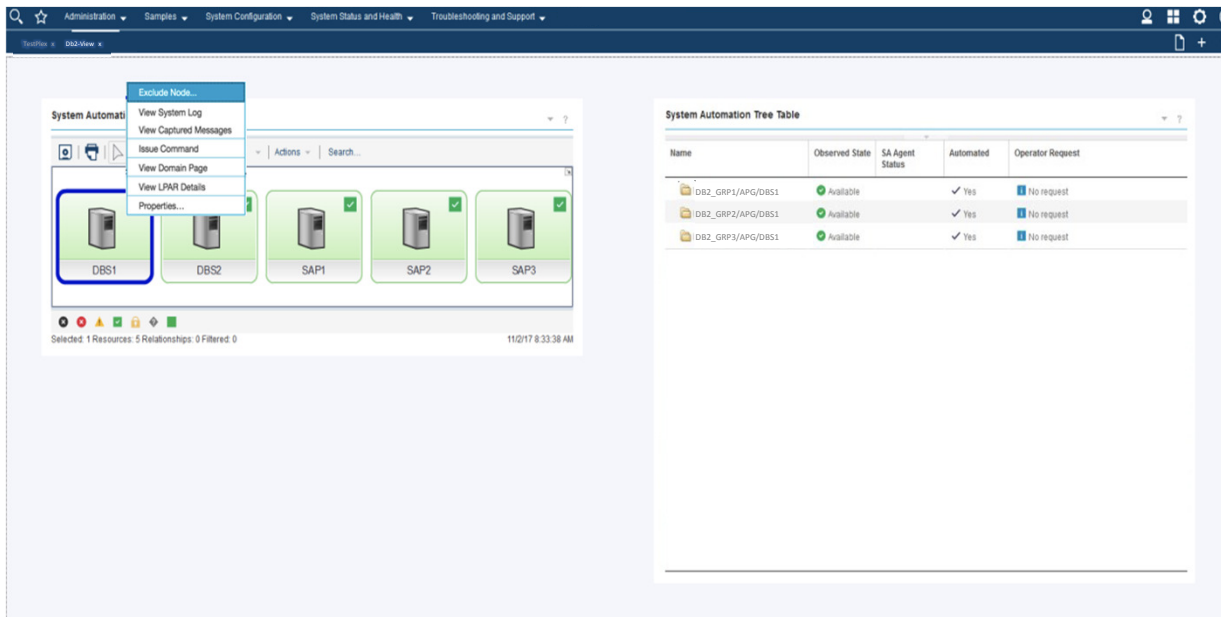 Administration Samples System Configuration System Status and Health Troubleshooting and Support
TestPlex x Db2-View x
Exclude Node...
View System Log
View Captured Messages
Issue Command
View Domain Page
View LPAR Details
Properties...
System Automati
? 
Actions Search...
DBS1 DBS2 SAP1 SAP2 SAP3
Selected: 1 Resources: 5 Relationships: 0 Filtered: 0 11/2/17 8:33:38 AM
System Automation Tree Table ?
Name Observed State SA Agent Status Automated Operator Request
DB2_GRP1/APG/DBS1 Available Yes No request
DB2_GRP2/APG/DBS1 Available Yes No request
DB2_GRP3/APG/DBS1 Available Yes No request